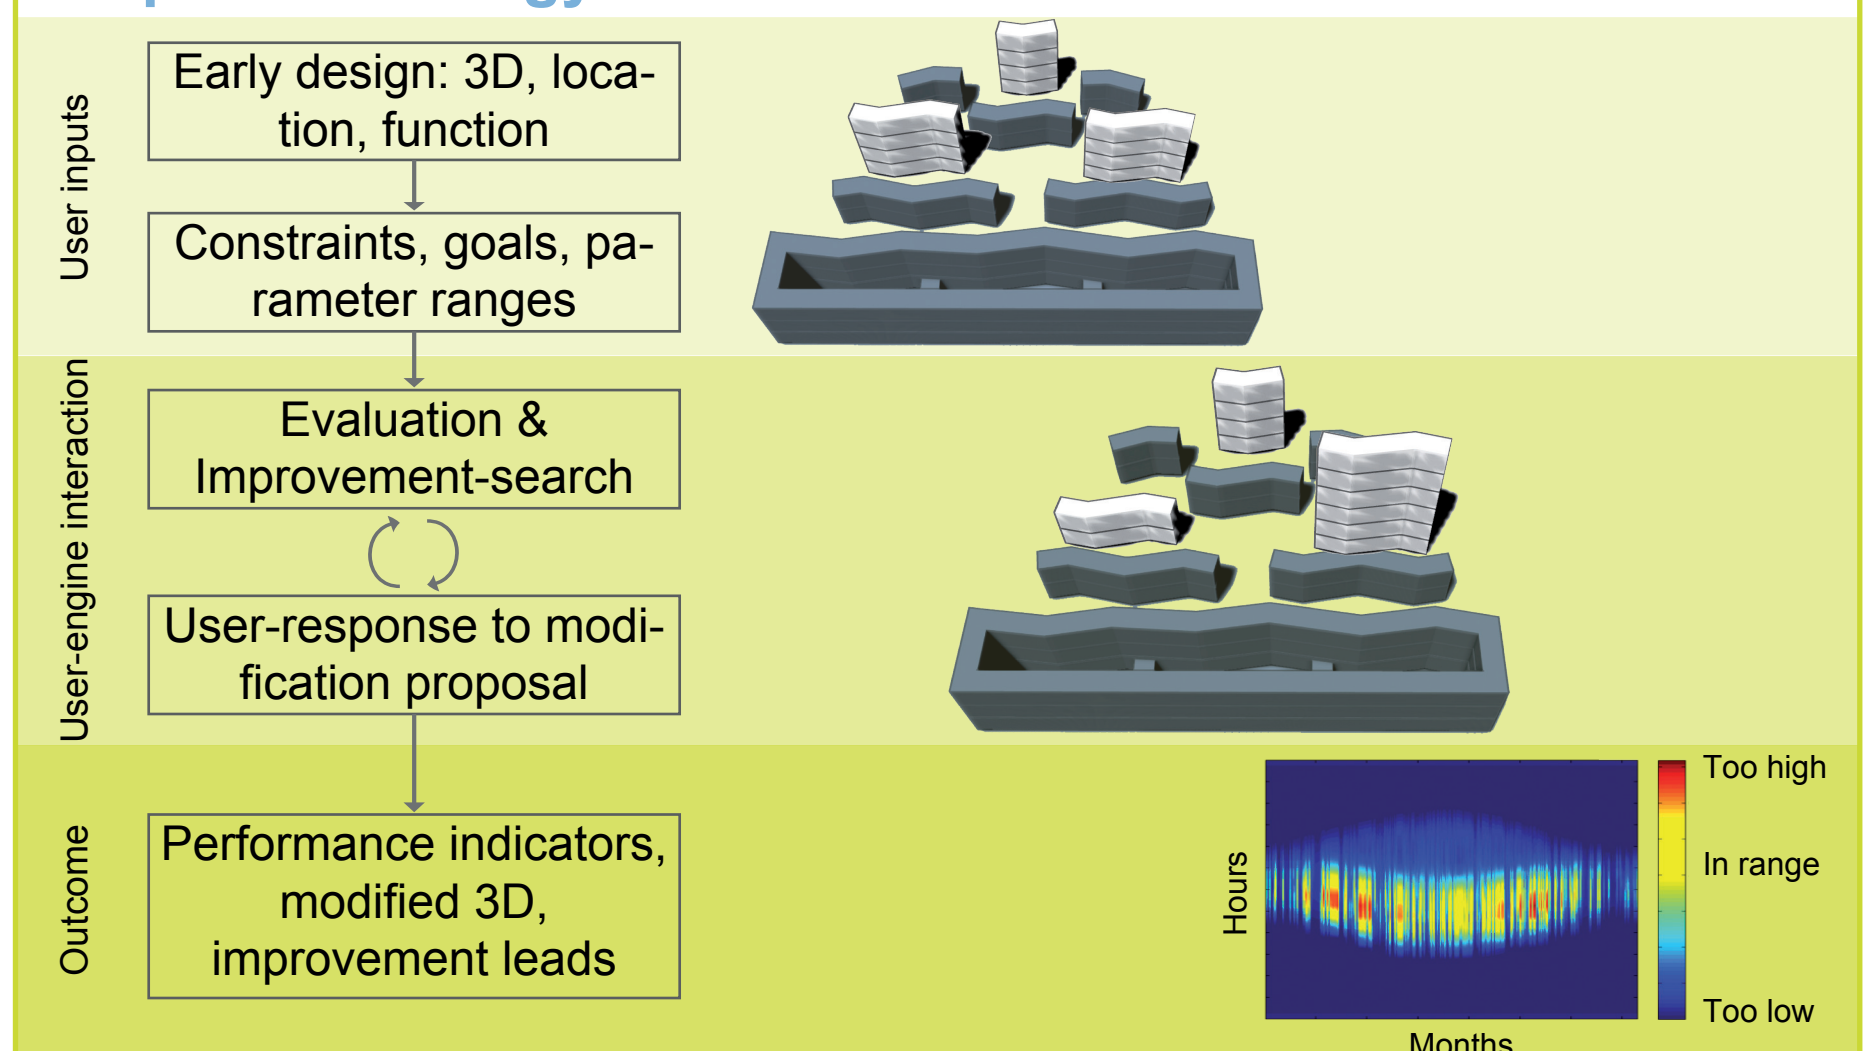 User inputs
Early design: 3D, loca-
tion, function
Constraints, goals, pa-
rameter ranges
User-engine interaction
Evaluation &
Improvement-search
User-response to modi-
fication proposal
Outcome
Performance indicators,
modified 3D,
improvement leads
Hours
Months
Too high
In range
Too low